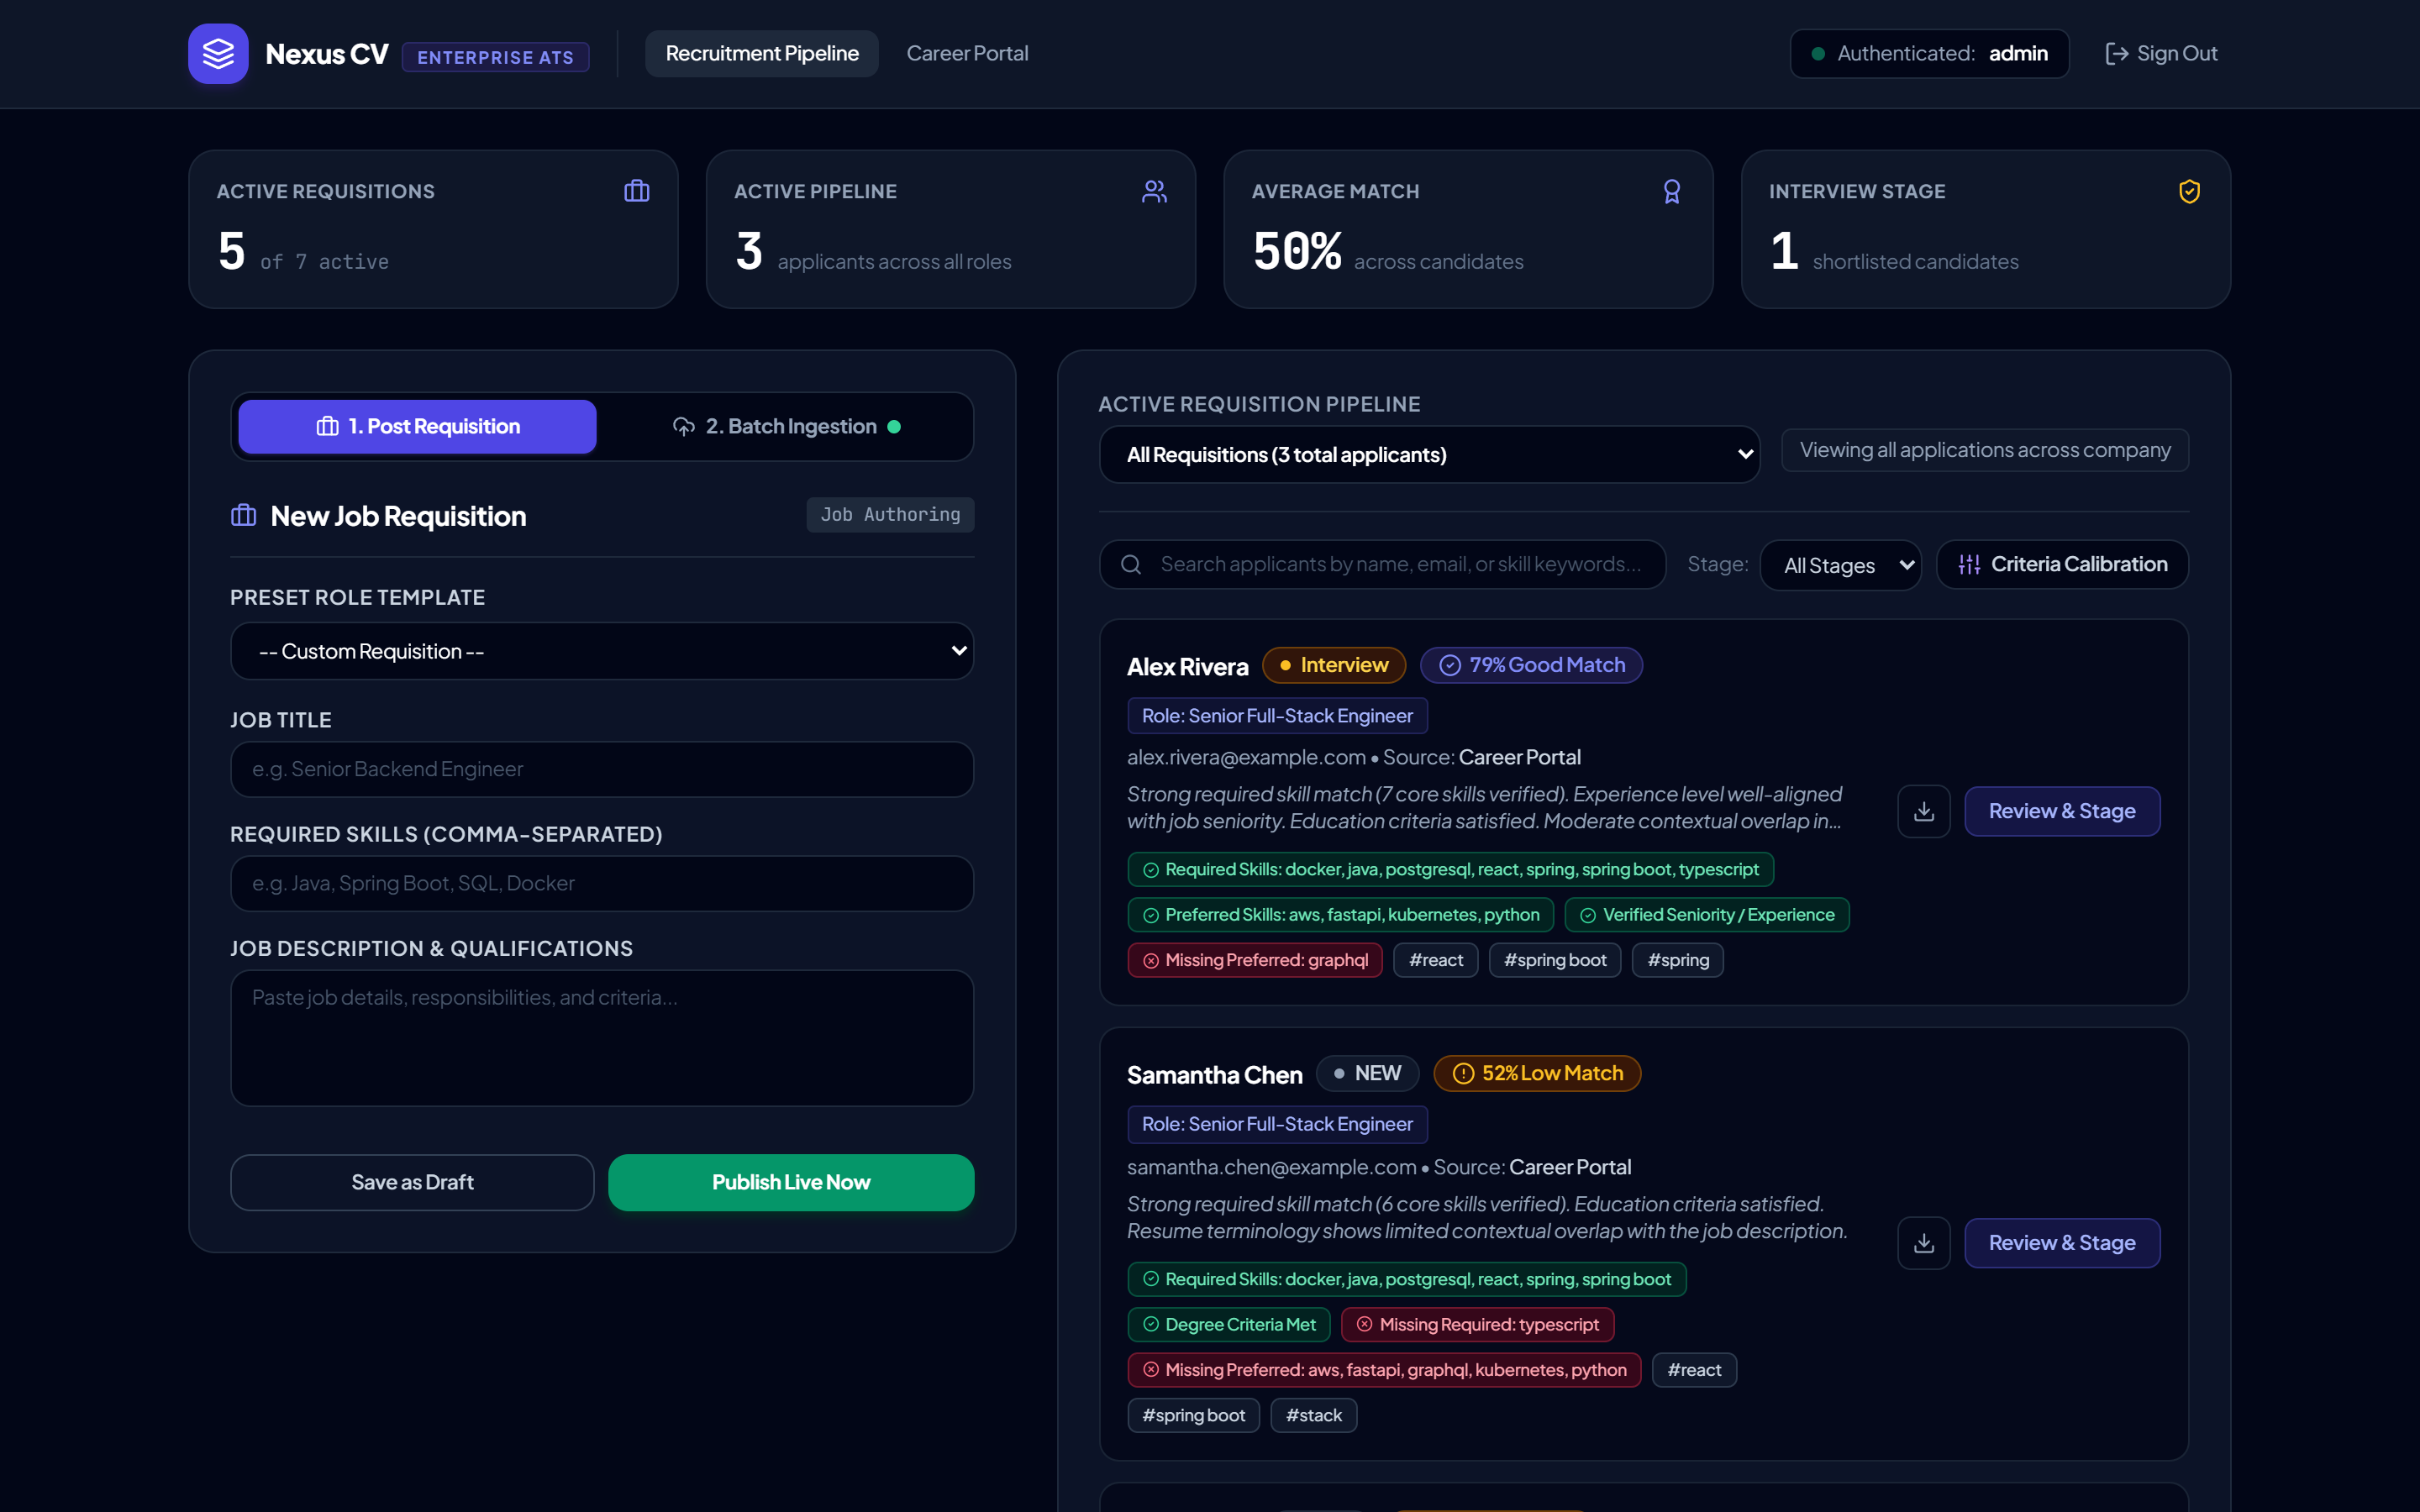 Nexus CV ENTERPRISE ATS
Recruitment Pipeline
Career Portal
Authenticated: admin
Sign Out
ACTIVE REQUISITIONS
5 of 7 active
ACTIVE PIPELINE
3 applicants across all roles
AVERAGE MATCH
50% across candidates
INTERVIEW STAGE
1 shortlisted candidates
1. Post Requisition
2. Batch Ingestion
New Job Requisition
Job Authoring
PRESET ROLE TEMPLATE
-- Custom Requisition --
JOB TITLE
e.g. Senior Backend Engineer
REQUIRED SKILLS (COMMA-SEPARATED)
e.g. Java, Spring Boot, SQL, Docker
JOB DESCRIPTION & QUALIFICATIONS
Paste job details, responsibilities, and criteria...
Save as Draft
Publish Live Now
ACTIVE REQUISITION PIPELINE
All Requisitions (3 total applicants)
Viewing all applications across company
Search applicants by name, email, or skill keywords...
Stage: All Stages
Criteria Calibration
Alex Rivera Interview 79% Good Match
Role: Senior Full-Stack Engineer
alex.rivera@example.com • Source: Career Portal
Strong required skill match (7 core skills verified). Experience level well-aligned
with job seniority. Education criteria satisfied. Moderate contextual overlap in...
Review & Stage
Required Skills: docker, java, postgresql, react, spring, spring boot, typescript
Preferred Skills: aws, fastapi, kubernetes, python
Verified Seniority / Experience
Missing Preferred: graphql
#react
#spring boot
#spring
Samantha Chen NEW 52% Low Match
Role: Senior Full-Stack Engineer
samantha.chen@example.com • Source: Career Portal
Strong required skill match (6 core skills verified). Education criteria satisfied.
Resume terminology shows limited contextual overlap with the job description.
Review & Stage
Required Skills: docker, java, postgresql, react, spring, spring boot
Degree Criteria Met
Missing Required: typescript
Missing Preferred: aws, fastapi, graphql, kubernetes, python
#react
#spring boot
#stack